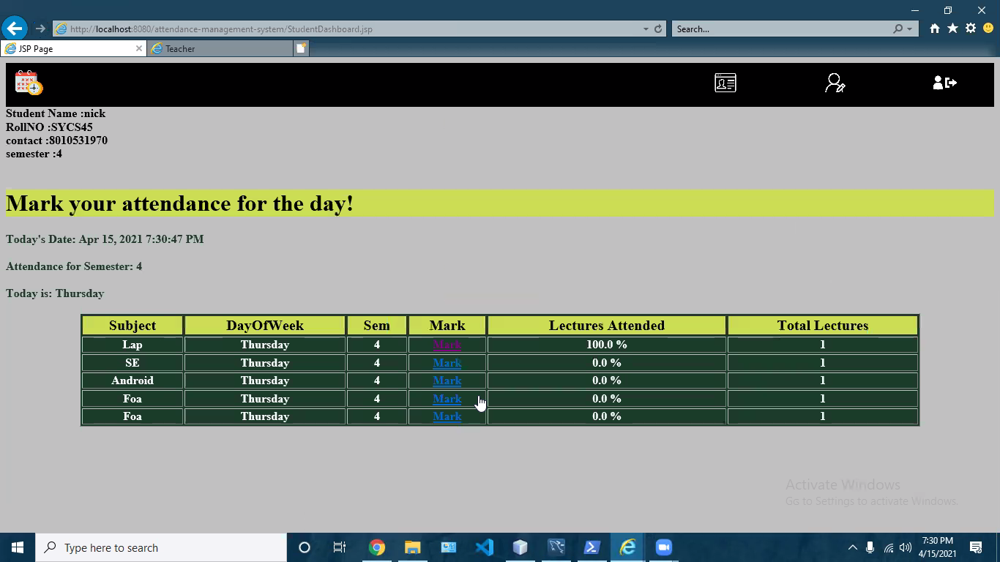 http://localhost:8080/attendance-management-system/StudentDashboard.jsp
Search...
JSP Page
Teacher
Student Name :nick
RollNO :SYCS45
contact :8010531970
semester :4
Mark your attendance for the day!
Today's Date: Apr 15, 2021 7:30:47 PM
Attendance for Semester: 4
Today is: Thursday
Subject DayOfWeek Sem Mark Lectures Attended Total Lectures
Lap Thursday 4 Mark 100.0 % 1
SE Thursday 4 Mark 0.0 % 1
Android Thursday 4 Mark 0.0 % 1
Foa Thursday 4 Mark 0.0 % 1
Foa Thursday 4 Mark 0.0 % 1
Activate Windows
Go to Settings to activate Windows.
Type here to search
7:30 PM
4/15/2021